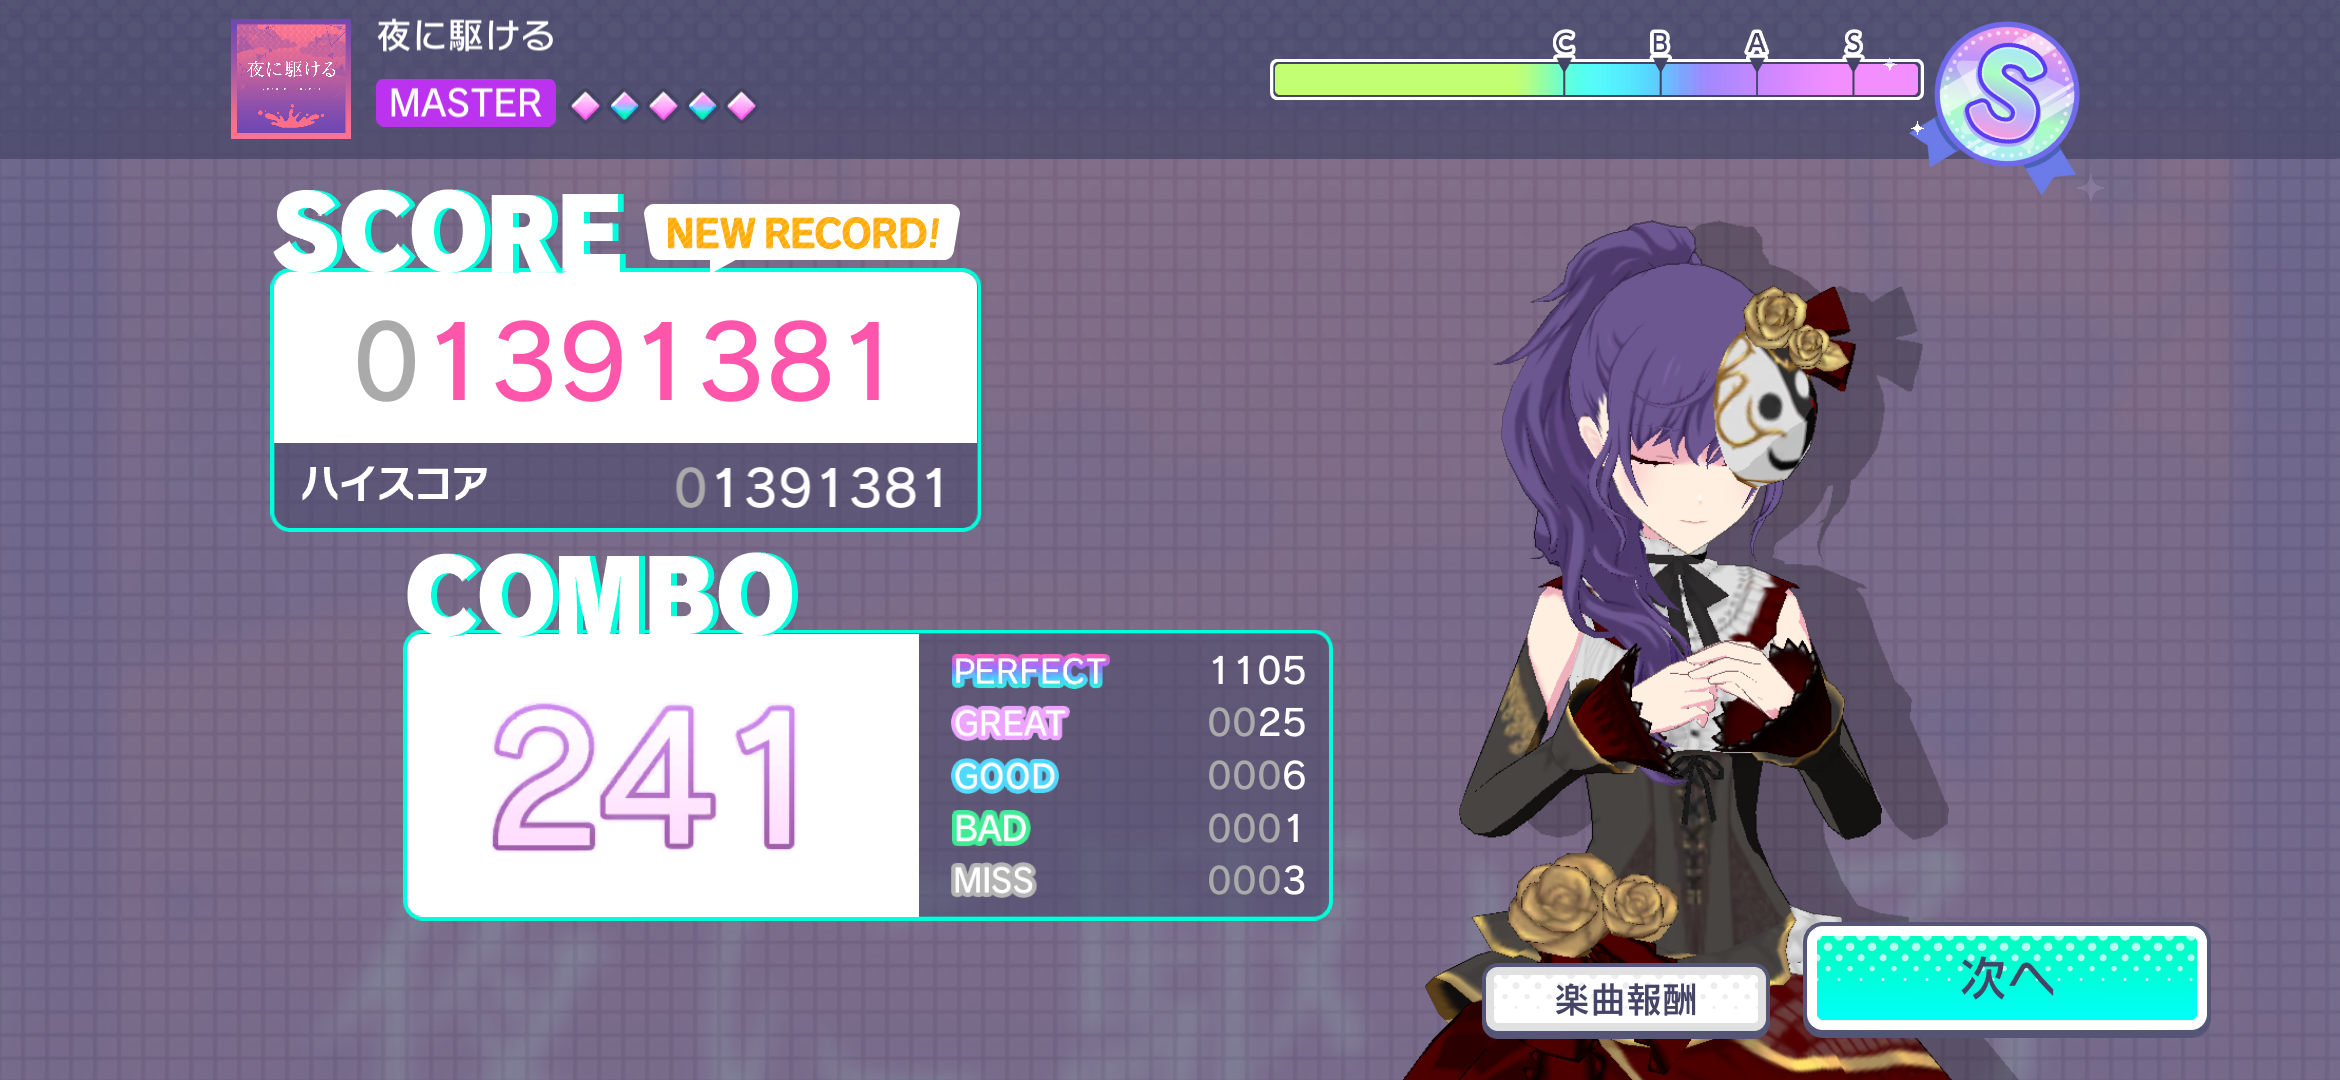 夜に駆ける
夜に駆ける
MASTER
C B A S
S
SCORE
NEW RECORD!
01391381
ハイスコア 01391381
COMBO
241
PERFECT 1105
GREAT 0025
GOOD 0006
BAD 0001
MISS 0003
楽曲報酬
次へ